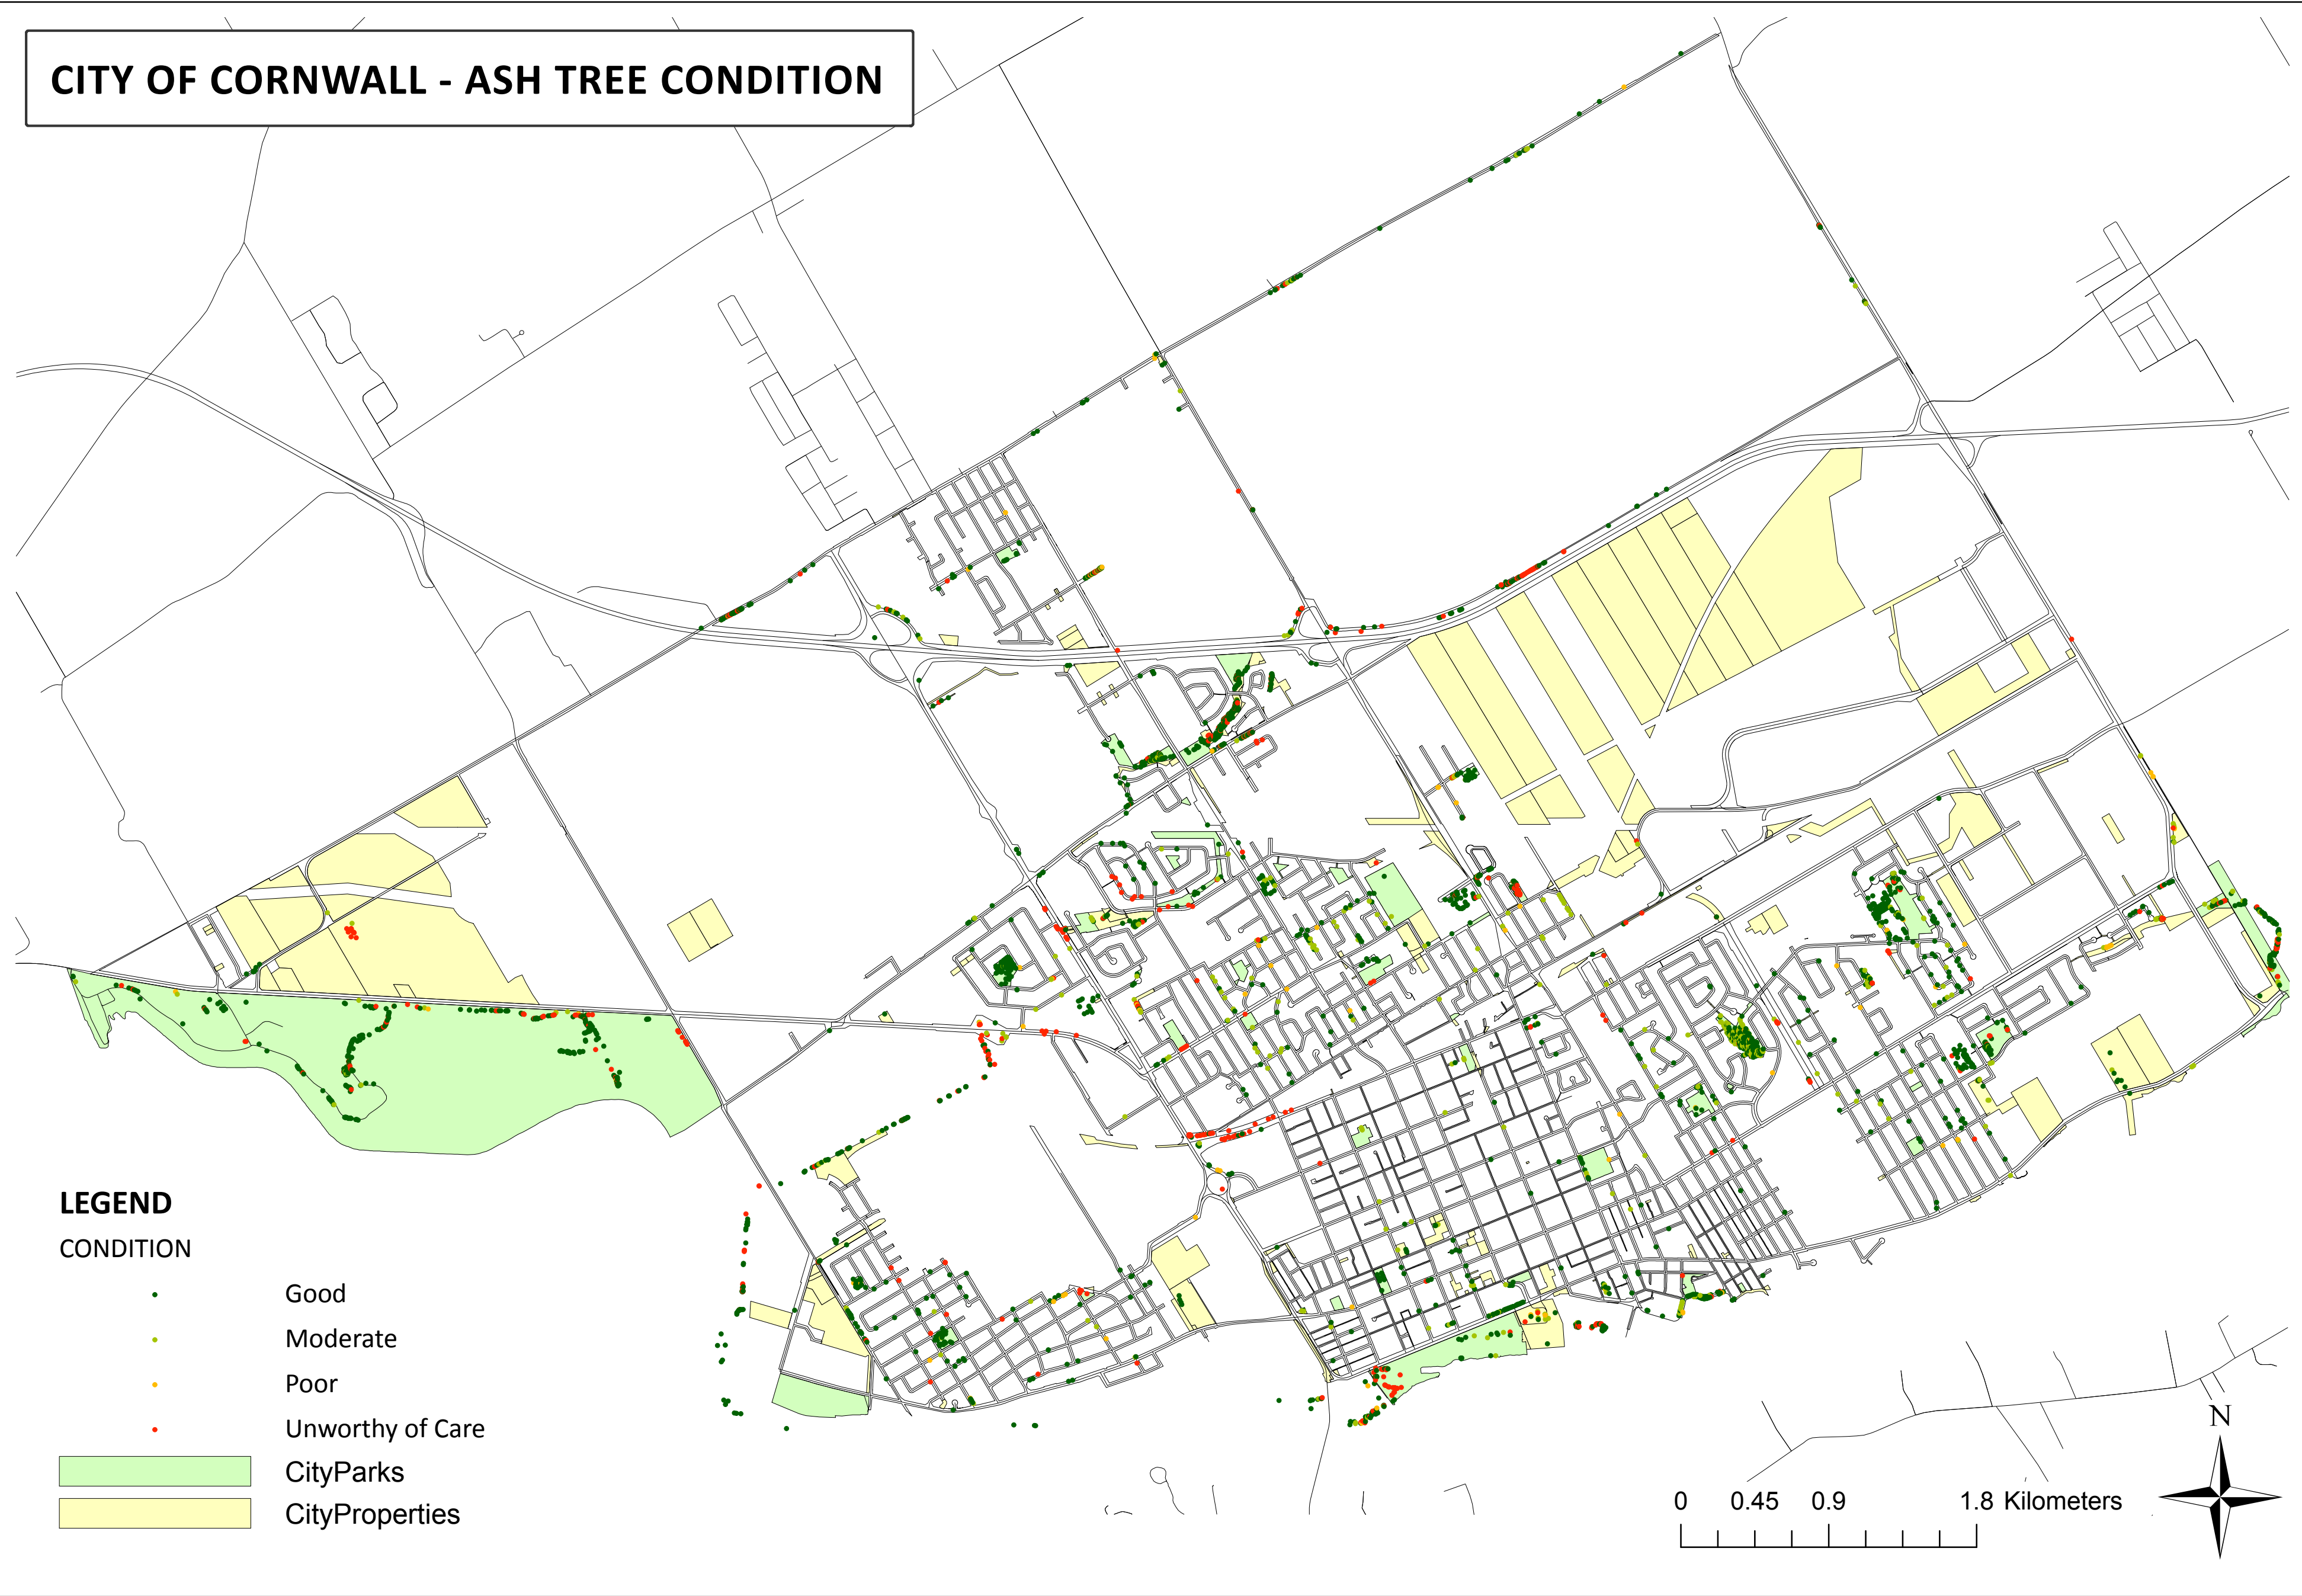 CITY OF CORNWALL - ASH TREE CONDITION
LEGEND
CONDITION
Good
Moderate
Poor
Unworthy of Care
CityParks
CityProperties
N
0 0.45 0.9 1.8 Kilometers